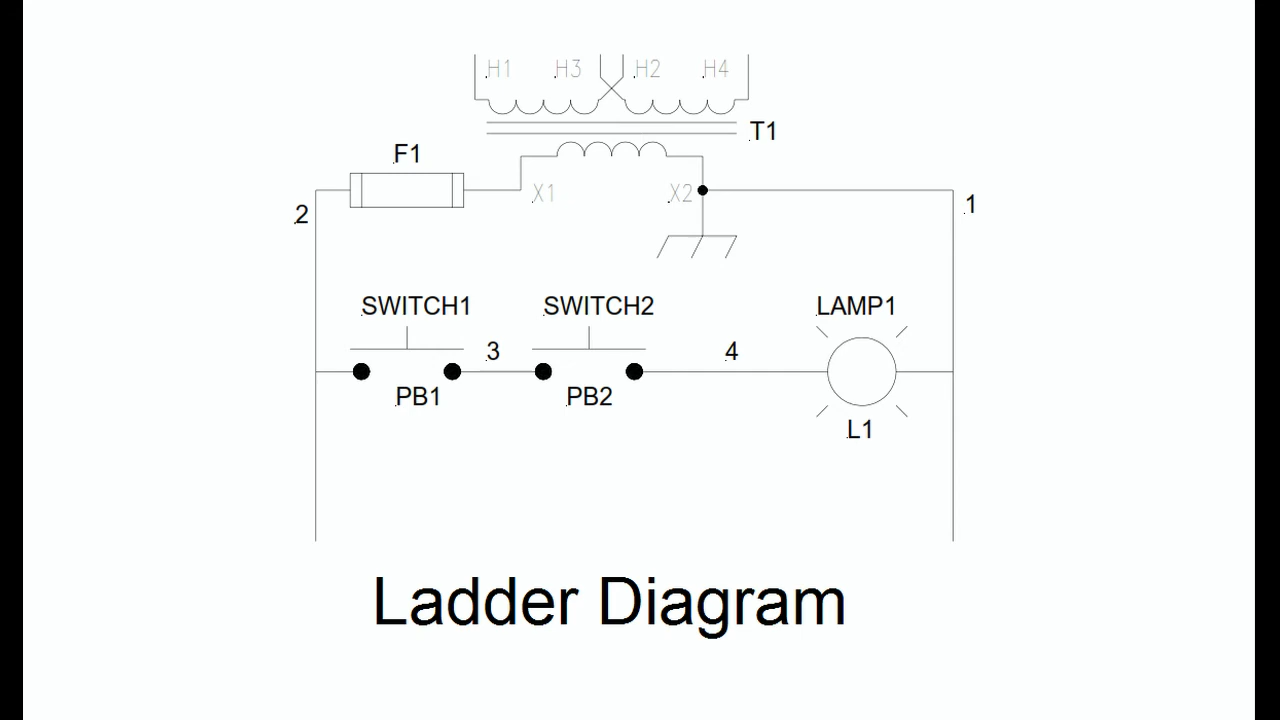 H1 H3 H2 H4
T1
F1
X1 X2
2 1
SWITCH1 SWITCH2 LAMP1
3 4
PB1 PB2
L1
Ladder Diagram